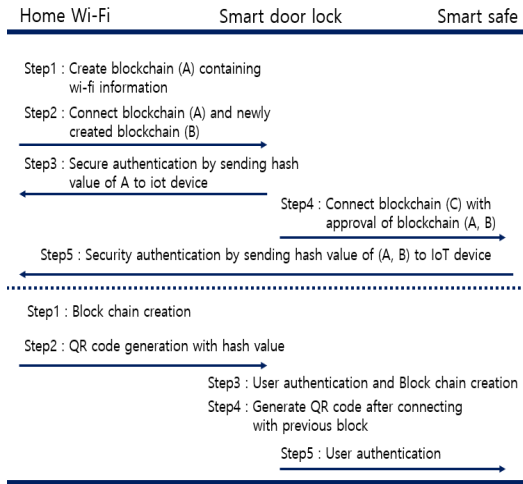 Home Wi-Fi Smart door lock Smart safe
Step1 : Create blockchain (A) containing
wi-fi information
Step2 : Connect blockchain (A) and newly
created blockchain (B)
Step3 : Secure authentication by sending hash
value of A to iot device
Step4 : Connect blockchain (C) with
approval of blockchain (A, B)
Step5 : Security authentication by sending hash value of (A, B) to IoT device
Step1 : Block chain creation
Step2 : QR code generation with hash value
Step3 : User authentication and Block chain creation
Step4 : Generate QR code after connecting
with previous block
Step5 : User authentication